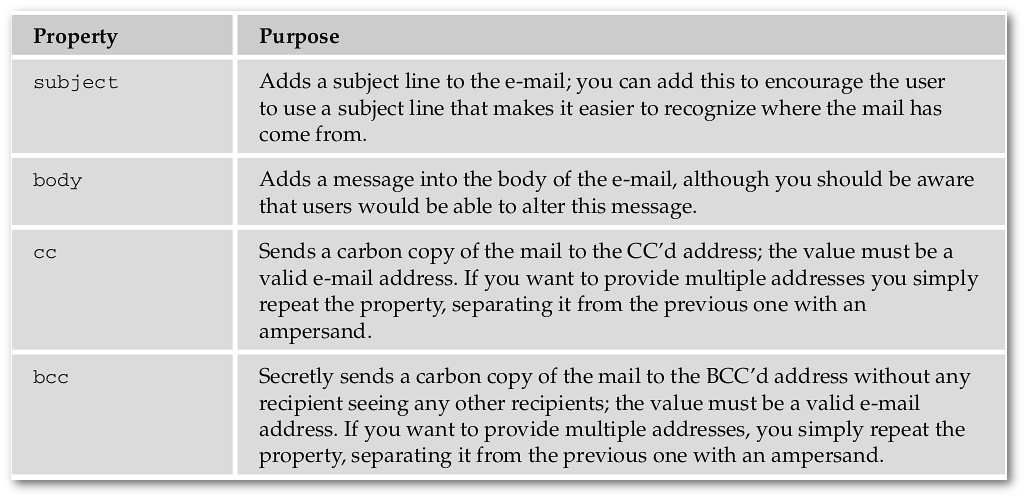 Property Purpose
subject Adds a subject line to the e-mail; you can add this to encourage the user
to use a subject line that makes it easier to recognize where the mail has
come from.
body Adds a message into the body of the e-mail, although you should be aware
that users would be able to alter this message.
cc Sends a carbon copy of the mail to the CC’d address; the value must be a
valid e-mail address. If you want to provide multiple addresses you simply
repeat the property, separating it from the previous one with an
ampersand.
bcc Secretly sends a carbon copy of the mail to the BCC’d address without any
recipient seeing any other recipients; the value must be a valid e-mail
address. If you want to provide multiple addresses, you simply repeat the
property, separating it from the previous one with an ampersand.